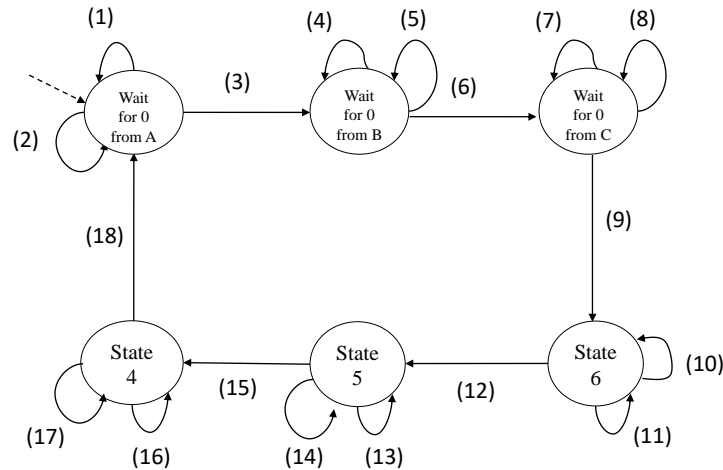 (1)
(4)
(5)
(7)
(8)
(3)
(6)
Wait
for 0
from A
Wait
for 0
from B
Wait
for 0
from C
(2)
(18)
(9)
State
4
State
5
State
6
(10)
(15)
(12)
(17)
(16)
(14)
(13)
(11)